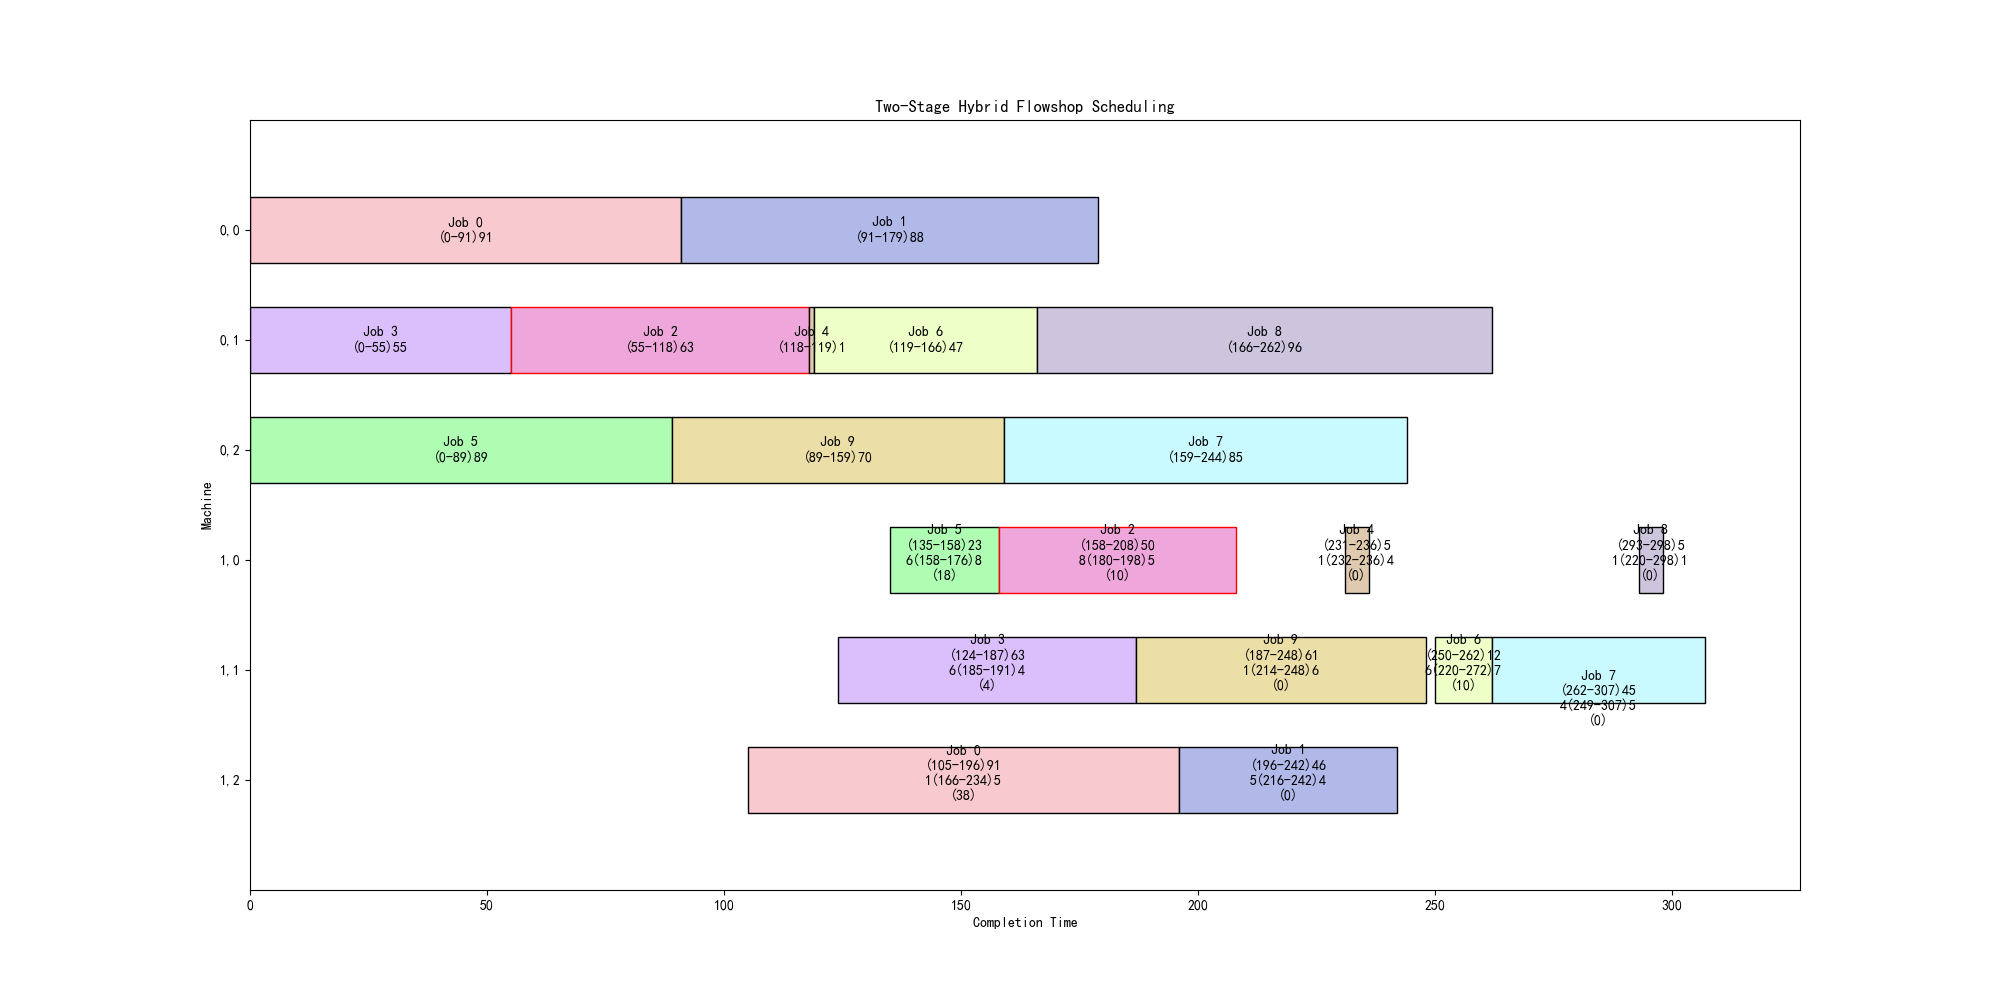 Two-Stage Hybrid Flowshop Scheduling
0,0
Job 0
(0-91)91
Job 1
(91-179)88
0,1
Job 3
(0-55)55
Job 2
(55-118)63
Job 4
(118-119)1
Job 6
(119-166)47
Job 8
(166-262)96
0,2
Job 5
(0-89)89
Job 9
(89-159)70
Job 7
(159-244)85
Machine
1,0
Job 5
(135-158)23
6(158-176)8
(18)
Job 2
(158-208)50
8(180-198)5
(10)
Job 4
(231-236)5
1(232-236)4
(0)
Job 8
(293-298)5
1(220-298)1
(0)
1,1
Job 3
(124-187)63
6(185-191)4
(4)
Job 9
(187-248)61
1(214-248)6
(0)
Job 6
(250-262)12
6(220-272)7
(10)
Job 7
(262-307)45
4(249-307)5
(0)
1,2
Job 0
(105-196)91
1(166-234)5
(38)
Job 1
(196-242)46
5(216-242)4
(0)
0
50
100
150
200
250
300
Completion Time